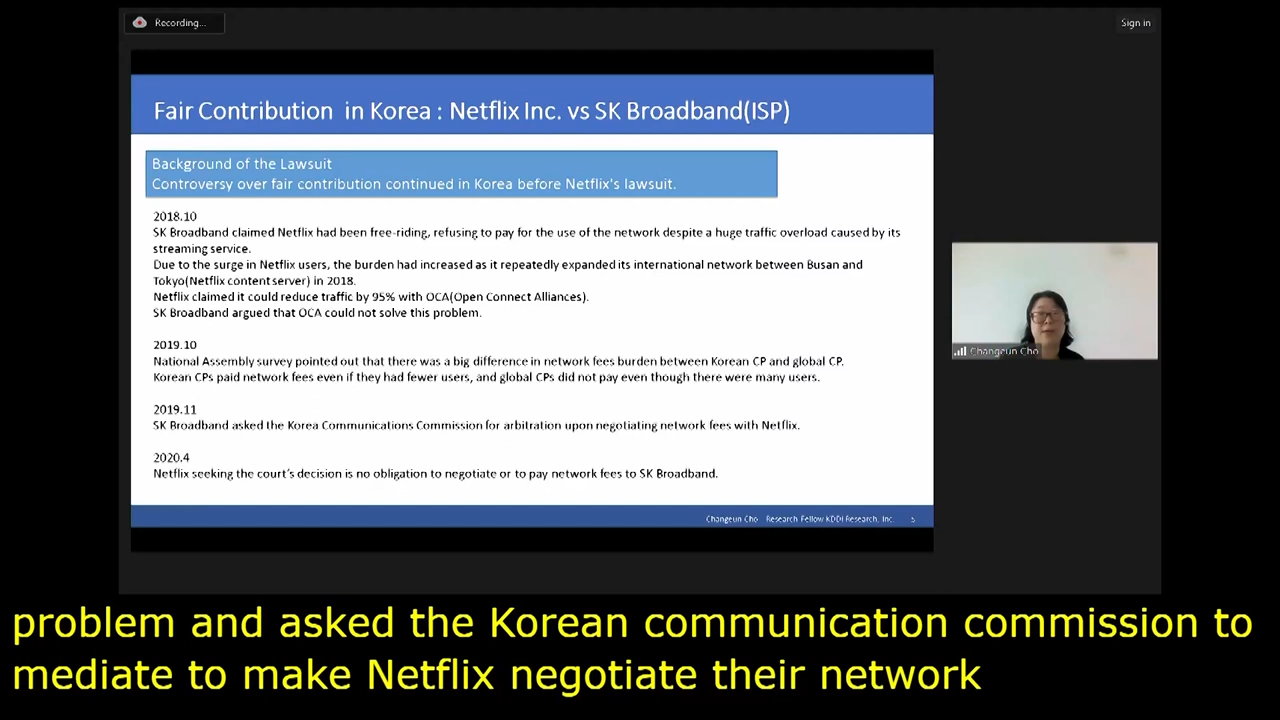 Recording...
Sign in
Fair Contribution in Korea : Netflix Inc. vs SK Broadband(ISP)
Background of the Lawsuit
Controversy over fair contribution continued in Korea before Netflix's lawsuit.
2018.10
SK Broadband claimed Netflix had been free-riding, refusing to pay for the use of the network despite a huge traffic overload caused by its
streaming service.
Due to the surge in Netflix users, the burden had increased as it repeatedly expanded its international network between Busan and
Tokyo(Netflix content server) in 2018.
Netflix claimed it could reduce traffic by 95% with OCA(Open Connect Alliances).
SK Broadband argued that OCA could not solve this problem.
2019.10
National Assembly survey pointed out that there was a big difference in network fees burden between Korean CP and global CP.
Korean CPs paid network fees even if they had fewer users, and global CPs did not pay even though there were many users.
2019.11
SK Broadband asked the Korea Communications Commission for arbitration upon negotiating network fees with Netflix.
2020.4
Netflix seeking the court's decision is no obligation to negotiate or to pay network fees to SK Broadband.
Changeun Cho Research Fellow KDDI Research, Inc. 5
Changeun Cho
problem and asked the Korean communication commission to
mediate to make Netflix negotiate their network